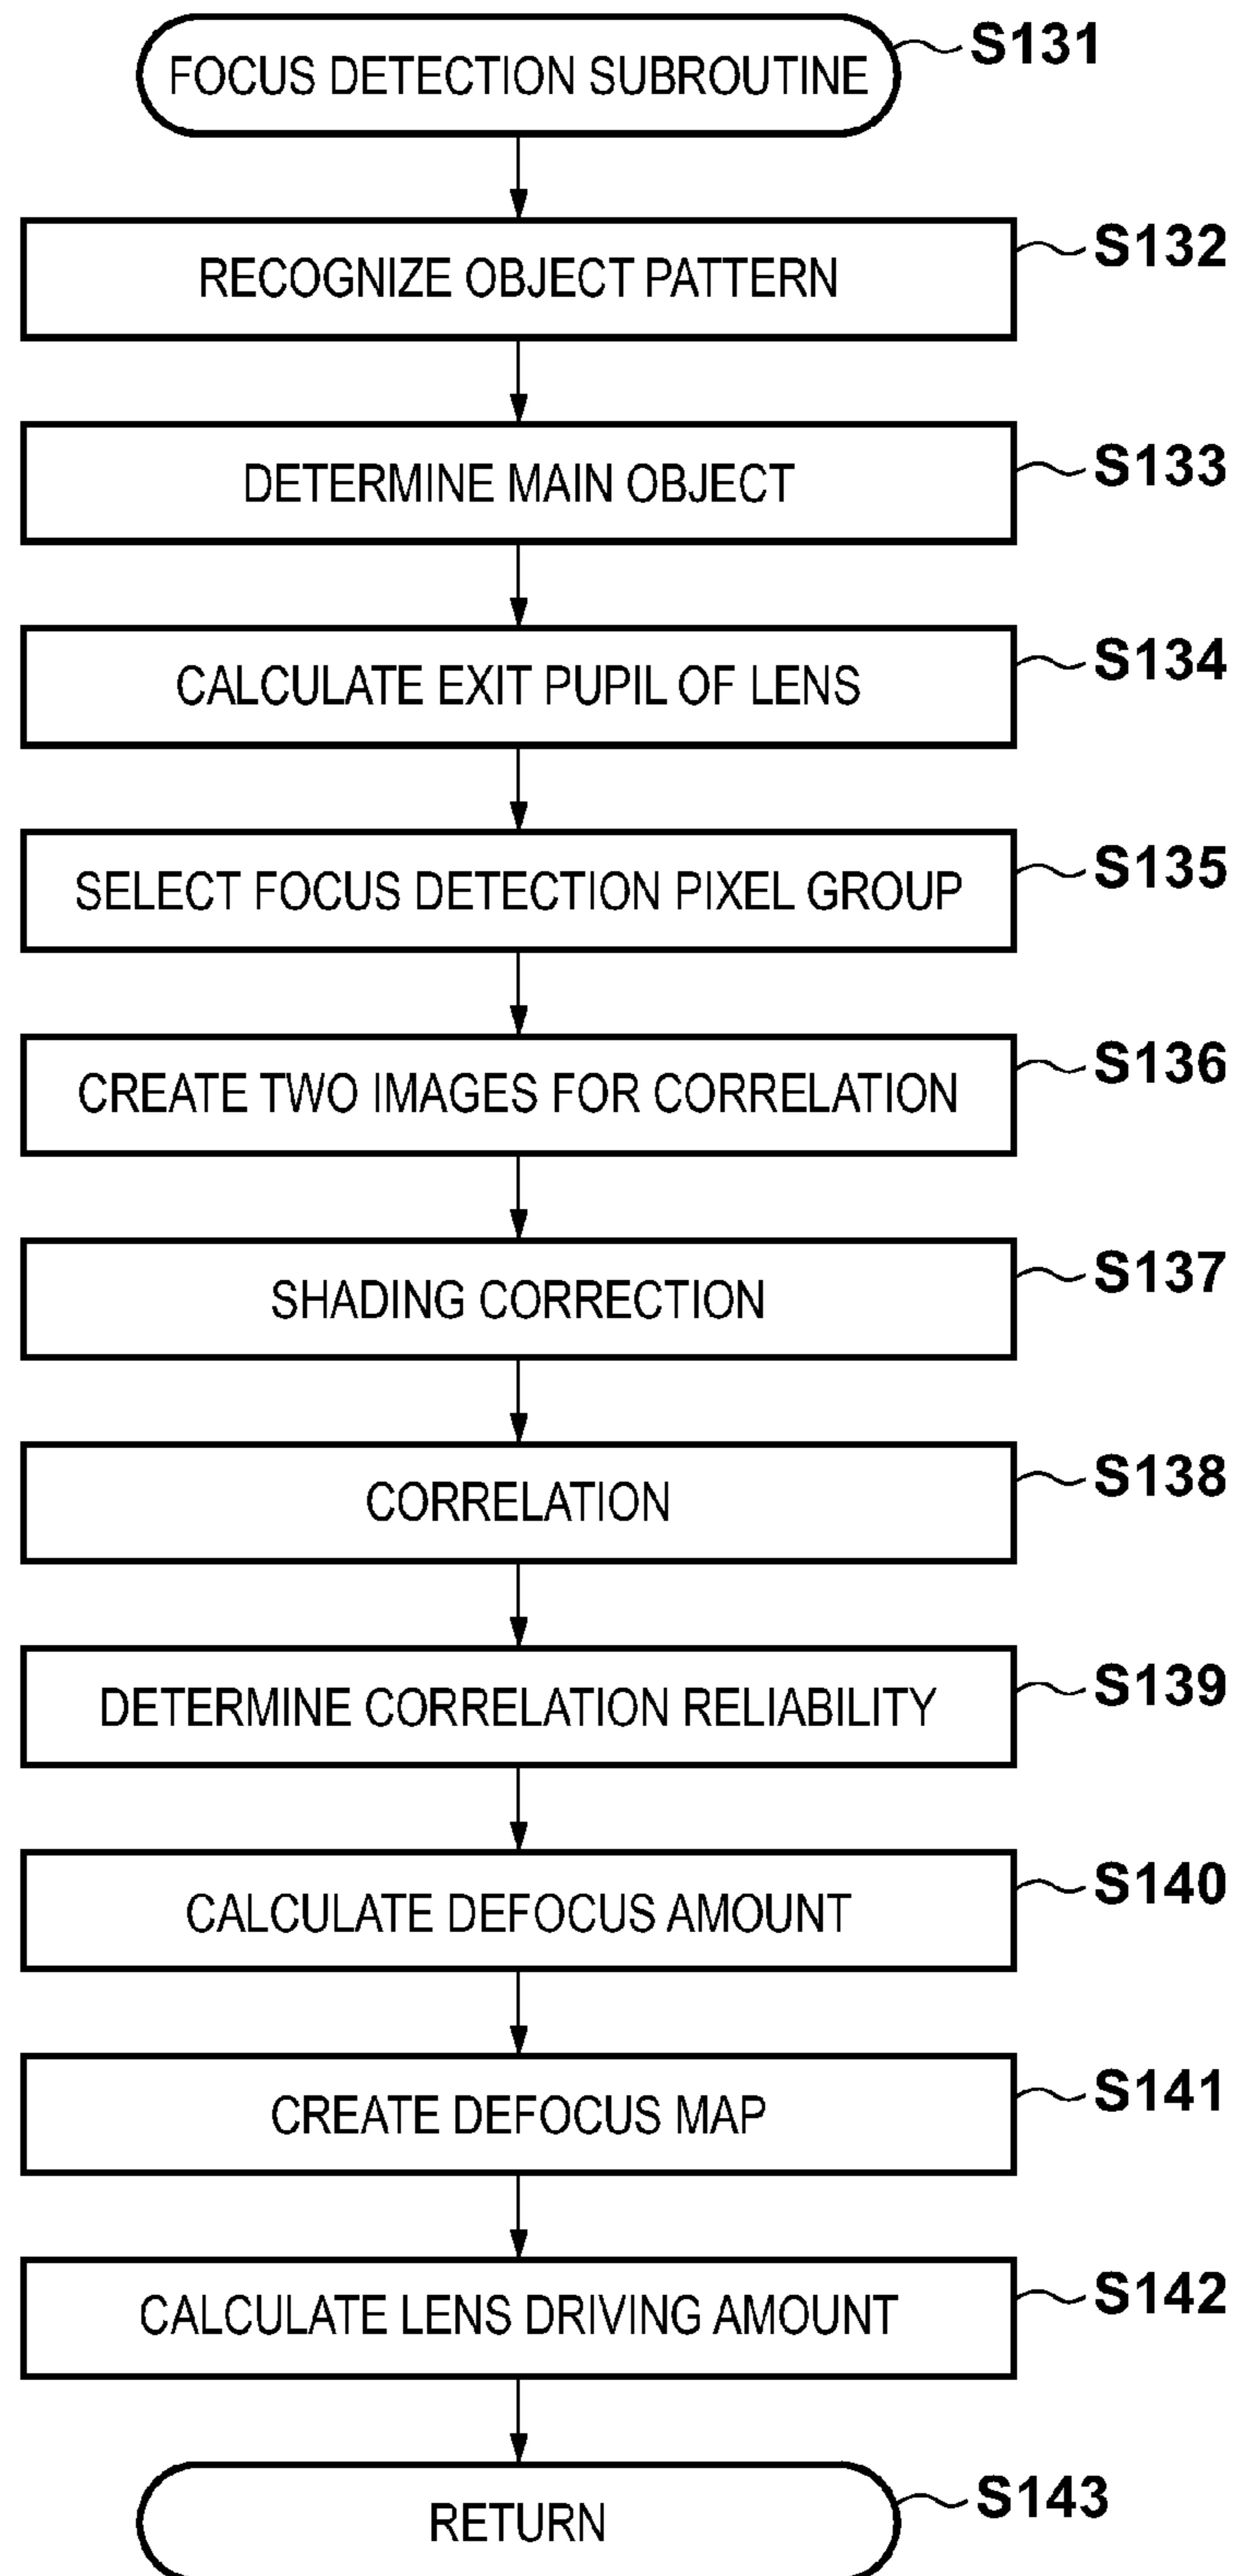 FOCUS DETECTION SUBROUTINE S131
RECOGNIZE OBJECT PATTERN S132
DETERMINE MAIN OBJECT S133
CALCULATE EXIT PUPIL OF LENS S134
SELECT FOCUS DETECTION PIXEL GROUP S135
CREATE TWO IMAGES FOR CORRELATION S136
SHADING CORRECTION S137
CORRELATION S138
DETERMINE CORRELATION RELIABILITY S139
CALCULATE DEFOCUS AMOUNT S140
CREATE DEFOCUS MAP S141
CALCULATE LENS DRIVING AMOUNT S142
RETURN S143